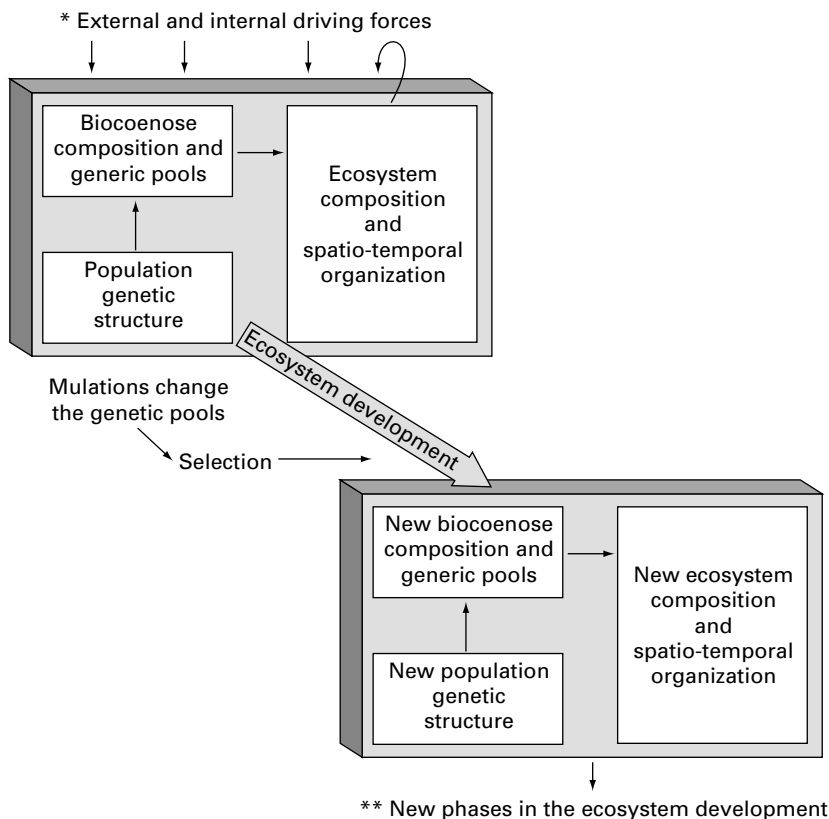 * External and internal driving forces
Biocoenose
composition and
generic pools
Ecosystem
composition
and
spatio-temporal
organization
Population
genetic
structure
Ecosystem development
Mulations change
the genetic pools
Selection
New biocoenose
composition and
generic pools
New ecosystem
composition
and
spatio-temporal
organization
New population
genetic
structure
** New phases in the ecosystem development